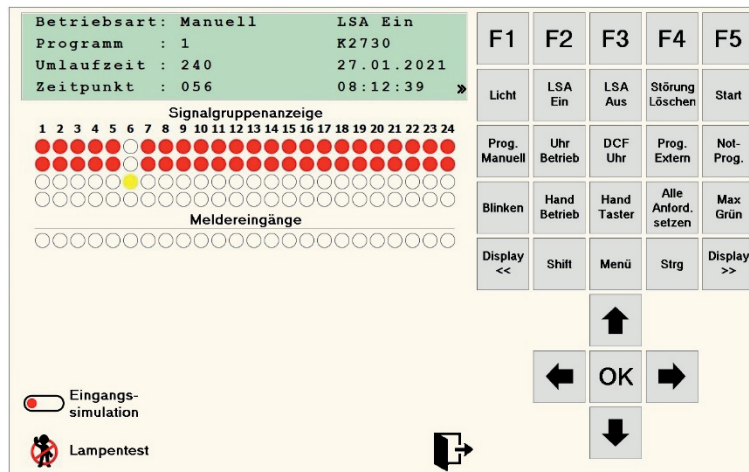 Betriebsart: Manuell LSA Ein
Programm : 1 K2730
Umlaufzeit : 240 27.01.2021
Zeitpunkt : 056 08:12:39 »
Signalgruppenanzeige
1 2 3 4 5 6 7 8 9 10 11 12 13 14 15 16 17 18 19 20 21 22 23 24
Meldereingänge
F1 F2 F3 F4 F5
Licht
LSA
Ein
LSA
Aus
Störung
Löschen
Start
Prog.
Manuell
Uhr
Betrieb
DCF
Uhr
Prog.
Extern
Not-
Prog.
Blinken
Hand
Betrieb
Hand
Taster
Alle
Anford.
setzen
Max
Grün
Display
<<
Shift
Menü
Strg
Display
>>
OK
Eingangs-
simulation
Lampentest